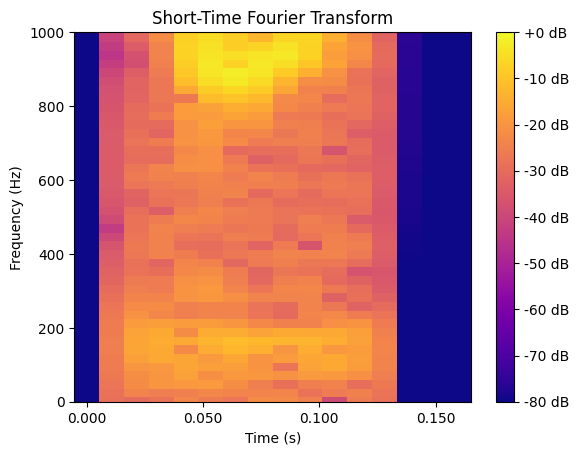 Short-Time Fourier Transform
1000
800
600
400
200
0
Frequency (Hz)
0.000
0.050
0.100
0.150
Time (s)
+0 dB
-10 dB
-20 dB
-30 dB
-40 dB
-50 dB
-60 dB
-70 dB
-80 dB